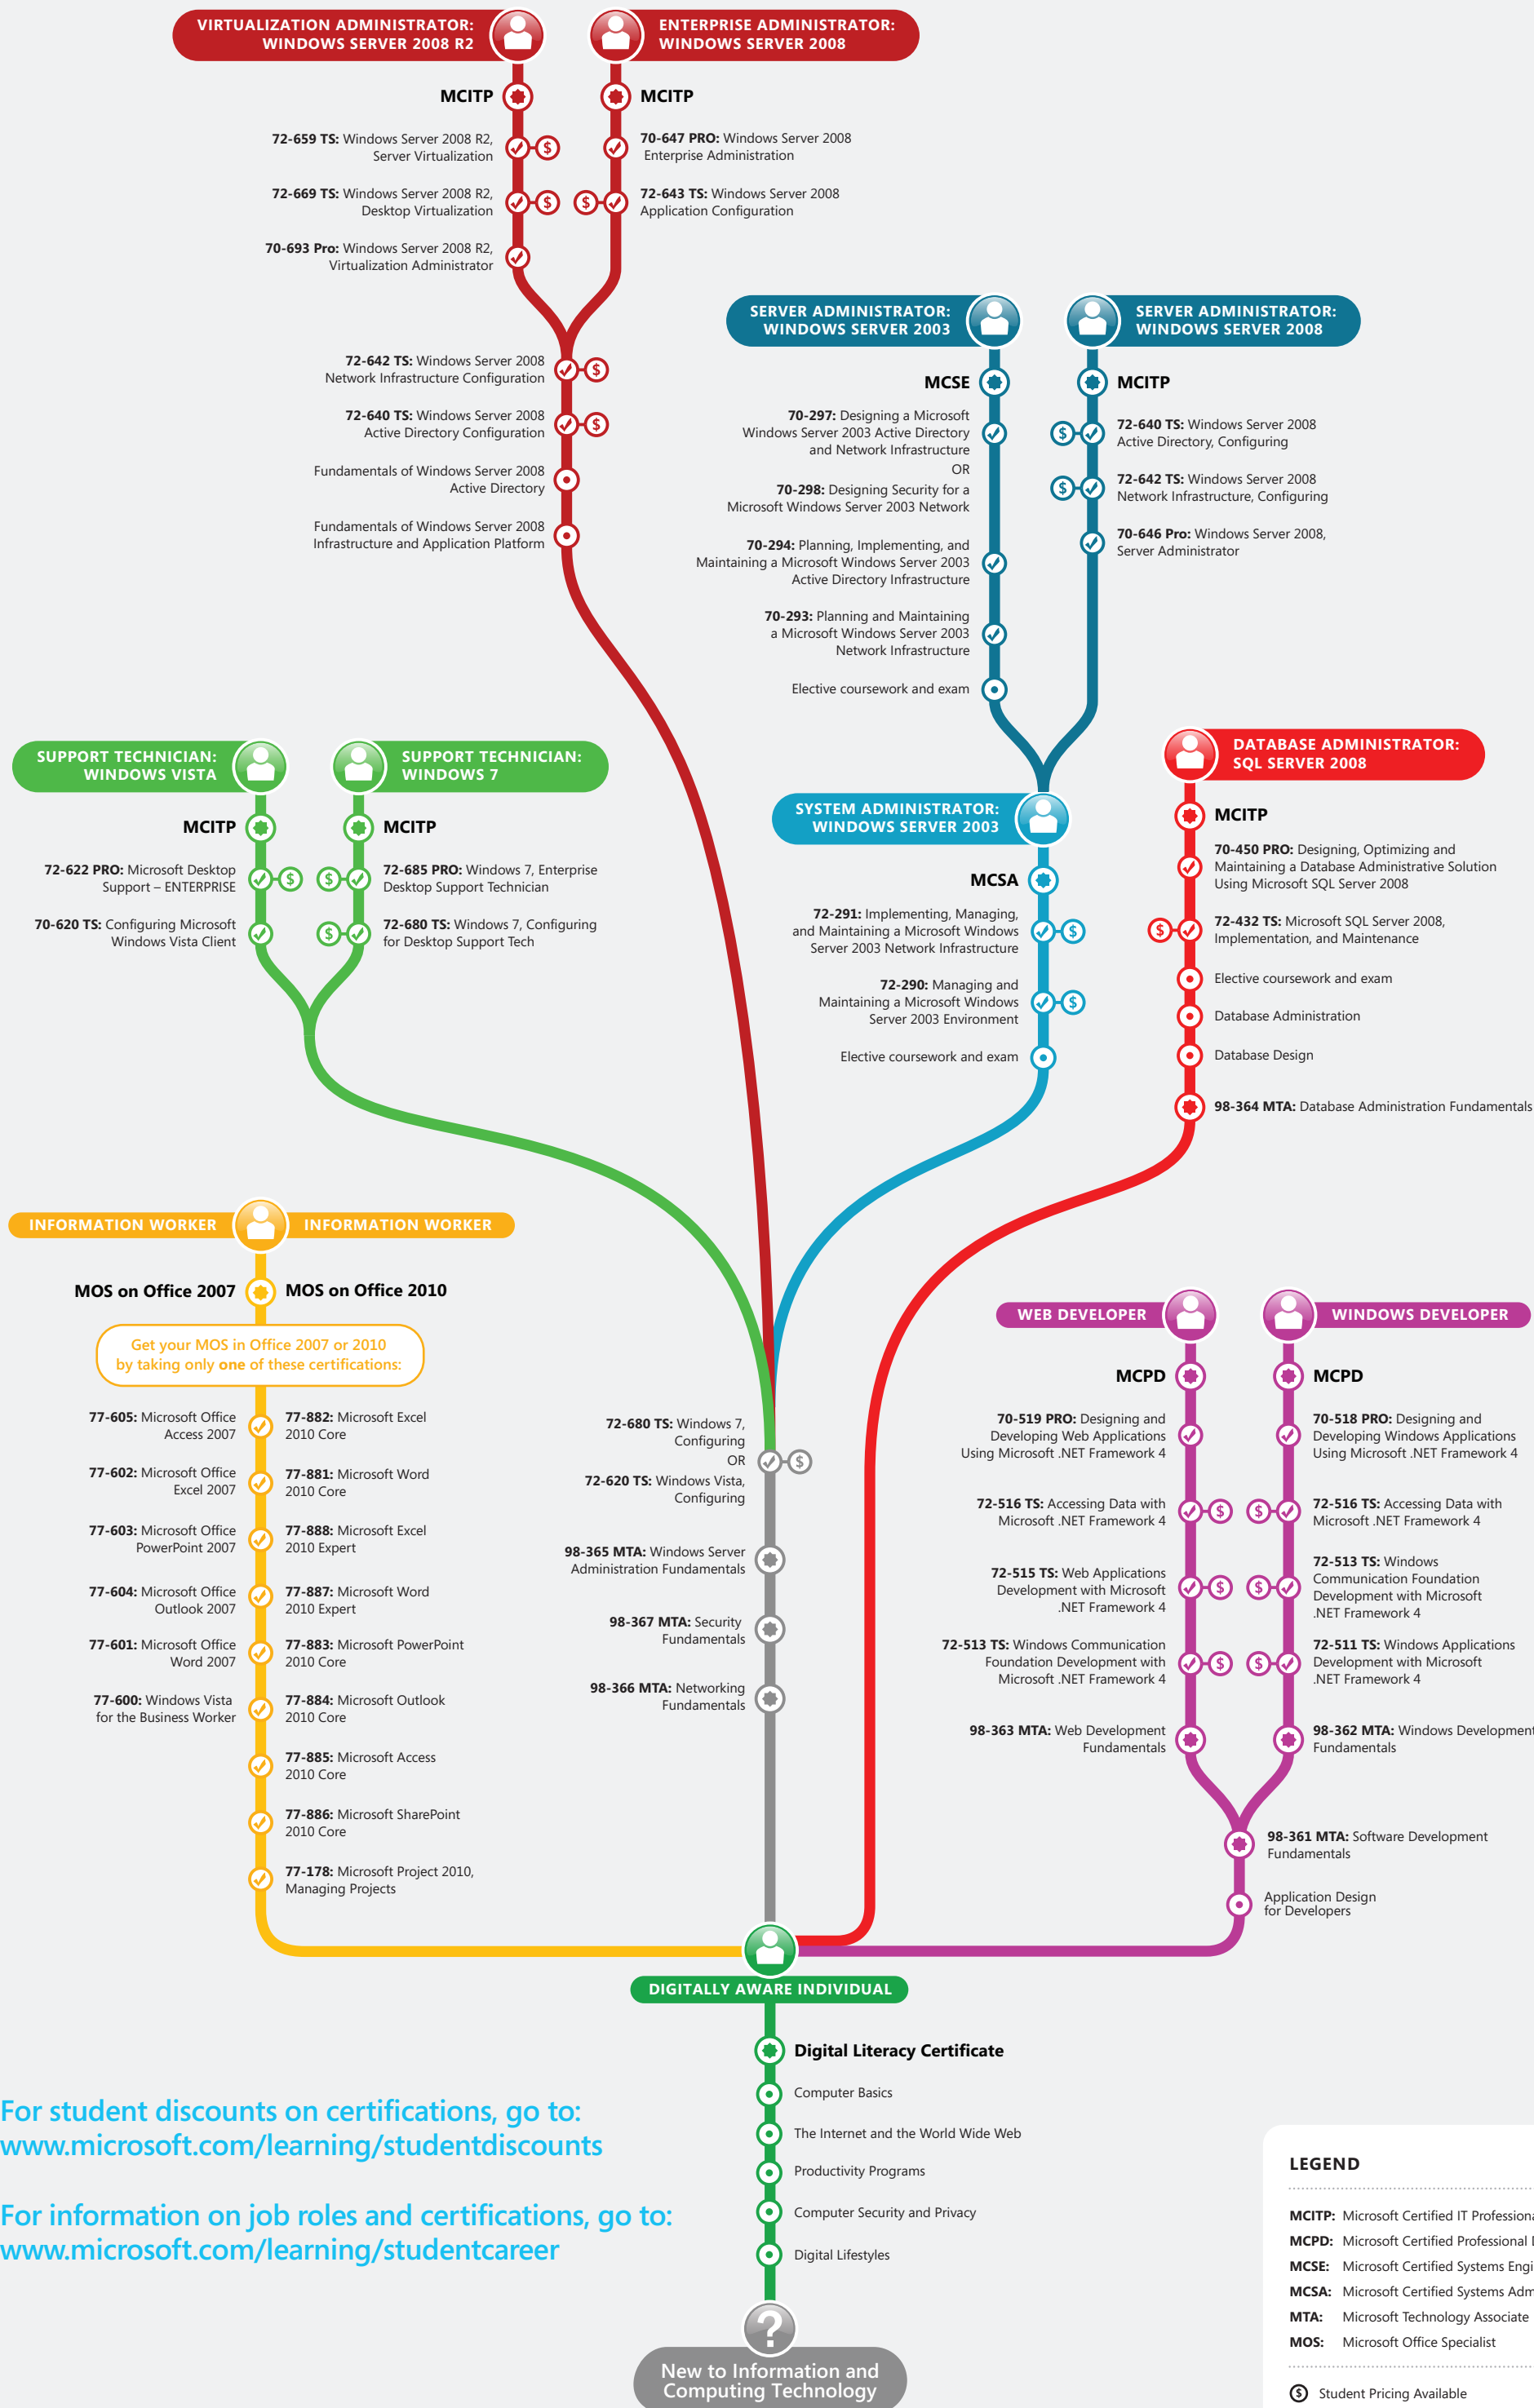 VIRTUALIZATION ADMINISTRATOR:
WINDOWS SERVER 2008 R2
MCITP
72-659 TS: Windows Server 2008 R2,
Server Virtualization
72-669 TS: Windows Server 2008 R2,
Desktop Virtualization
70-693 Pro: Windows Server 2008 R2,
Virtualization Administrator
ENTERPRISE ADMINISTRATOR:
WINDOWS SERVER 2008
MCITP
70-647 PRO: Windows Server 2008
Enterprise Administration
72-643 TS: Windows Server 2008
Application Configuration
72-642 TS: Windows Server 2008
Network Infrastructure Configuration
72-640 TS: Windows Server 2008
Active Directory Configuration
Fundamentals of Windows Server 2008
Active Directory
Fundamentals of Windows Server 2008
Infrastructure and Application Platform
SERVER ADMINISTRATOR:
WINDOWS SERVER 2003
MCSE
70-297: Designing a Microsoft
Windows Server 2003 Active Directory
and Network Infrastructure
OR
70-298: Designing Security for a
Microsoft Windows Server 2003 Network
70-294: Planning, Implementing, and
Maintaining a Microsoft Windows Server 2003
Active Directory Infrastructure
70-293: Planning and Maintaining
a Microsoft Windows Server 2003
Network Infrastructure
Elective coursework and exam
SERVER ADMINISTRATOR:
WINDOWS SERVER 2008
MCITP
72-640 TS: Windows Server 2008
Active Directory, Configuring
72-642 TS: Windows Server 2008
Network Infrastructure, Configuring
70-646 Pro: Windows Server 2008,
Server Administrator
SUPPORT TECHNICIAN:
WINDOWS VISTA
MCITP
72-622 PRO: Microsoft Desktop
Support – ENTERPRISE
70-620 TS: Configuring Microsoft
Windows Vista Client
SUPPORT TECHNICIAN:
WINDOWS 7
MCITP
72-685 PRO: Windows 7, Enterprise
Desktop Support Technician
72-680 TS: Windows 7, Configuring
for Desktop Support Tech
SYSTEM ADMINISTRATOR:
WINDOWS SERVER 2003
MCSA
72-291: Implementing, Managing,
and Maintaining a Microsoft Windows
Server 2003 Network Infrastructure
72-290: Managing and
Maintaining a Microsoft Windows
Server 2003 Environment
Elective coursework and exam
DATABASE ADMINISTRATOR:
SQL SERVER 2008
MCITP
70-450 PRO: Designing, Optimizing and
Maintaining a Database Administrative Solution
Using Microsoft SQL Server 2008
72-432 TS: Microsoft SQL Server 2008,
Implementation, and Maintenance
Elective coursework and exam
Database Administration
Database Design
98-364 MTA: Database Administration Fundamentals
INFORMATION WORKER
INFORMATION WORKER
MOS on Office 2007
MOS on Office 2010
Get your MOS in Office 2007 or 2010
by taking only one of these certifications:
77-605: Microsoft Office
Access 2007
77-602: Microsoft Office
Excel 2007
77-603: Microsoft Office
PowerPoint 2007
77-604: Microsoft Office
Outlook 2007
77-601: Microsoft Office
Word 2007
77-600: Windows Vista
for the Business Worker
77-882: Microsoft Excel
2010 Core
77-881: Microsoft Word
2010 Core
77-888: Microsoft Excel
2010 Expert
77-887: Microsoft Word
2010 Expert
77-883: Microsoft PowerPoint
2010 Core
77-884: Microsoft Outlook
2010 Core
77-885: Microsoft Access
2010 Core
77-886: Microsoft SharePoint
2010 Core
77-178: Microsoft Project 2010,
Managing Projects
72-680 TS: Windows 7,
Configuring
OR
72-620 TS: Windows Vista,
Configuring
98-365 MTA: Windows Server
Administration Fundamentals
98-367 MTA: Security
Fundamentals
98-366 MTA: Networking
Fundamentals
WEB DEVELOPER
MCPD
70-519 PRO: Designing and
Developing Web Applications
Using Microsoft .NET Framework 4
72-516 TS: Accessing Data with
Microsoft .NET Framework 4
72-515 TS: Web Applications
Development with Microsoft
.NET Framework 4
72-513 TS: Windows Communication
Foundation Development with
Microsoft .NET Framework 4
98-363 MTA: Web Development
Fundamentals
WINDOWS DEVELOPER
MCPD
70-518 PRO: Designing and
Developing Windows Applications
Using Microsoft .NET Framework 4
72-516 TS: Accessing Data with
Microsoft .NET Framework 4
72-513 TS: Windows
Communication Foundation
Development with Microsoft
.NET Framework 4
72-511 TS: Windows Applications
Development with Microsoft
.NET Framework 4
98-362 MTA: Windows Development
Fundamentals
98-361 MTA: Software Development
Fundamentals
Application Design
for Developers
DIGITALLY AWARE INDIVIDUAL
Digital Literacy Certificate
Computer Basics
The Internet and the World Wide Web
Productivity Programs
Computer Security and Privacy
Digital Lifestyles
?
New to Information and
Computing Technology
For student discounts on certifications, go to:
www.microsoft.com/learning/studentdiscounts
For information on job roles and certifications, go to:
www.microsoft.com/learning/studentcareer
LEGEND
MCITP: Microsoft Certified IT
MCPD: Microsoft Certified Professional
MCSE: Microsoft Certified Systems
MCSA: Microsoft Certified Systems
MTA: Microsoft Technology Associate
MOS: Microsoft Office Specialist
$ Student Pricing Available